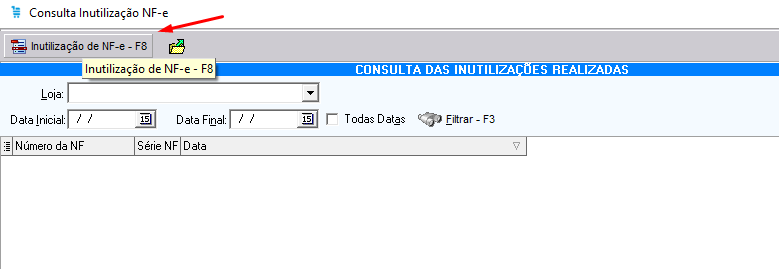 Consulta Inutilização NF-e
Inutilização de NF-e - F8
Inutilização de NF-e - F8
CONSULTA DAS INUTILIZAÇÕES REALIZADAS
Loja:
Data Inicial: / / 15 Data Final: / / 15 Todas Datas Filtrar - F3
Número da NF Série NF Data